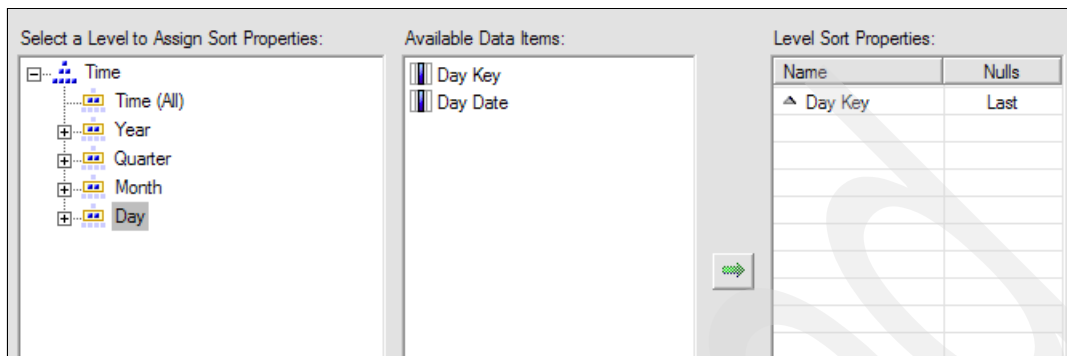 Select a Level to Assign Sort Properties:
Available Data Items:
Level Sort Properties:
Time
Time (All)
Year
Quarter
Month
Day
Day Key
Day Date
Name Nulls
Day Key Last